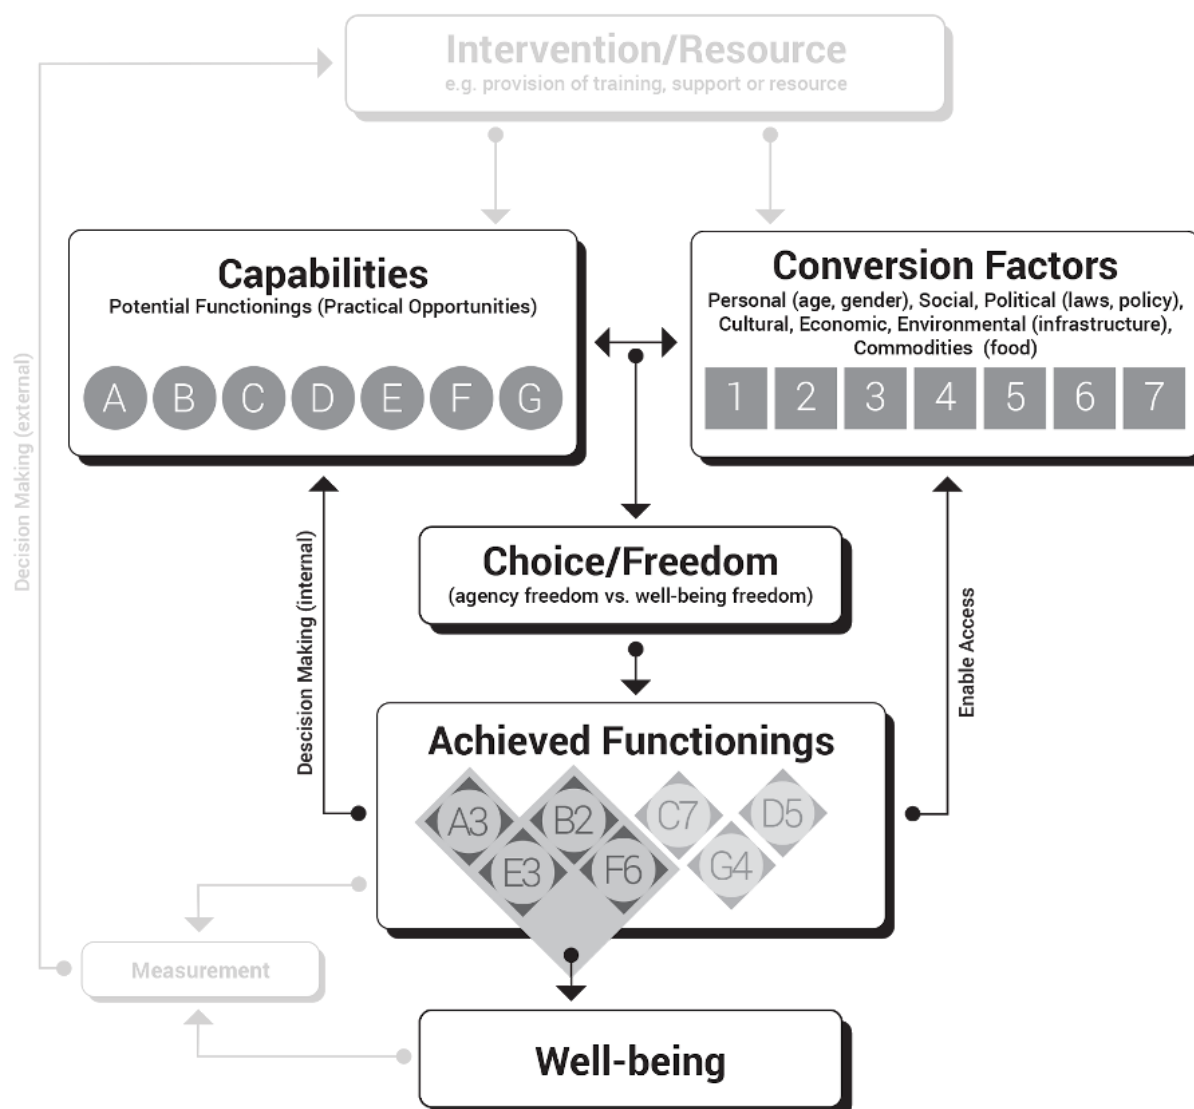 Intervention/Resource
e.g. provision of training, support or resource
Capabilities
Potential Functionings (Practical Opportunities)
A B C D E F G
Conversion Factors
Personal (age, gender), Social, Political (laws, policy),
Cultural, Economic, Environmental (infrastructure),
Commodities (food)
1 2 3 4 5 6 7
Decision Making (external)
Descision Making (internal)
Choice/Freedom
(agency freedom vs. well-being freedom)
Enable Access
Achieved Functionings
A3 B2 C7 D5
E3 F6 G4
Measurement
Well-being